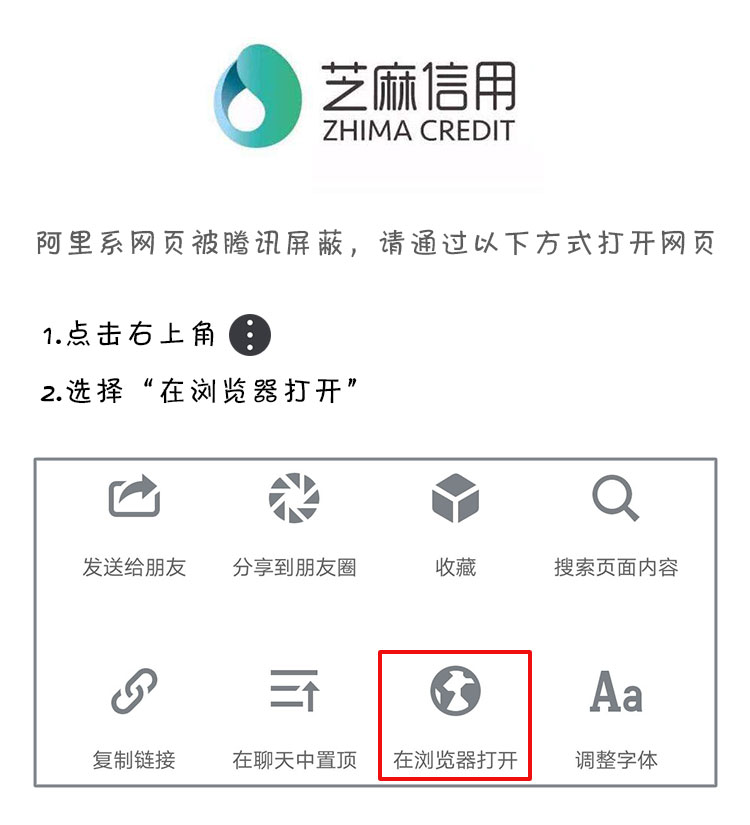 芝麻信用
ZHIMA CREDIT
阿里系网页被腾讯屏蔽，请通过以下方式打开网页
1.点击右上角
2.选择“在浏览器打开”
发送给朋友 分享到朋友圈 收藏 搜索页面内容
Aa
复制链接 在聊天中置顶 在浏览器打开 调整字体